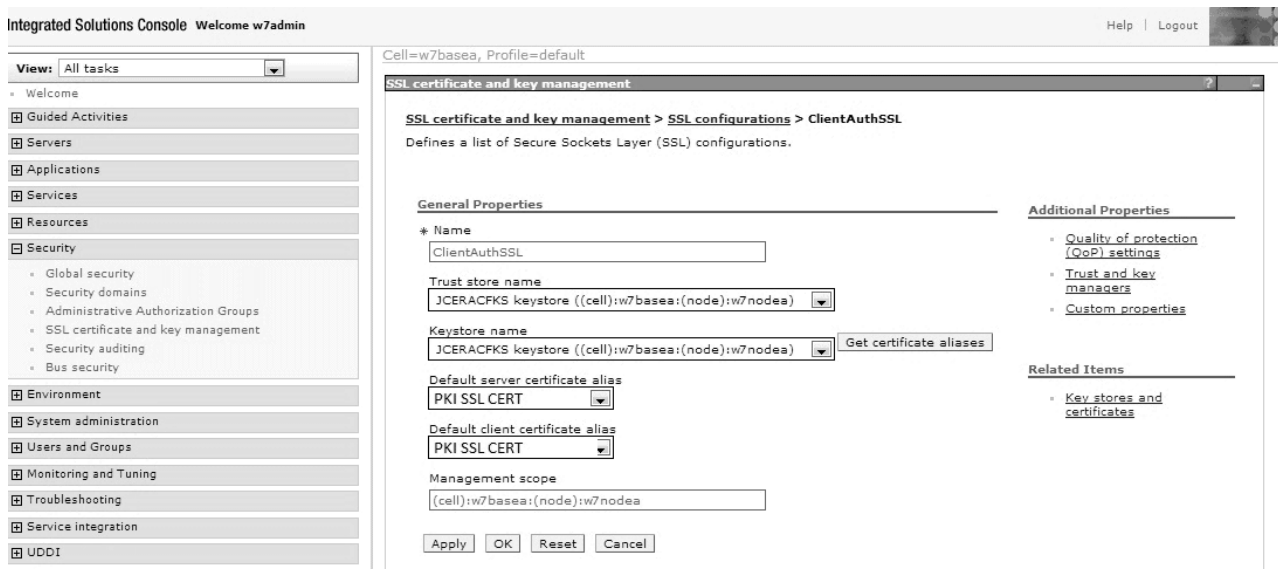 Integrated Solutions Console Welcome w7admin
Help | Logout
View: All tasks
Welcome
Guided Activities
Servers
Applications
Services
Resources
Security
Global security
Security domains
Administrative Authorization Groups
SSL certificate and key management
Security auditing
Bus security
Environment
System administration
Users and Groups
Monitoring and Tuning
Troubleshooting
Service integration
UDDI
Cell=w7basea, Profile=default
SSL certificate and key management
?
SSL certificate and key management > SSL configurations > ClientAuthSSL
Defines a list of Secure Sockets Layer (SSL) configurations.
General Properties
* Name
ClientAuthSSL
Trust store name
JCERACFKS keystore ((cell):w7basea:(node):w7nodea)
Keystore name
JCERACFKS keystore ((cell):w7basea:(node):w7nodea)
Get certificate aliases
Default server certificate alias
PKI SSL CERT
Default client certificate alias
PKI SSL CERT
Management scope
(cell):w7basea:(node):w7nodea
Apply OK Reset Cancel
Additional Properties
Quality of protection
(QoP) settings
Trust and key
managers
Custom properties
Related Items
Key stores and
certificates